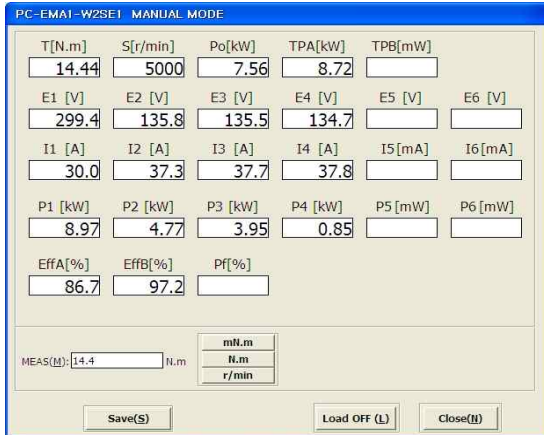 PC-EMA1-W2SE1 MANUAL MODE
T[N.m] S[r/min] Po[kW] TPA[kW] TPB[mW]
14.44 5000 7.56 8.72
E1 [V] E2 [V] E3 [V] E4 [V] E5 [V] E6 [V]
299.4 135.8 135.5 134.7
I1 [A] I2 [A] I3 [A] I4 [A] I5[mA] I6[mA]
30.0 37.3 37.7 37.8
P1 [kW] P2 [kW] P3 [kW] P4 [kW] P5[mW] P6[mW]
8.97 4.77 3.95 0.85
EffA[%] EffB[%] Pf[%]
86.7 97.2
mN.m
MEAS(M): 14.4 N.m N.m
r/min
Save(S) Load OFF (L) Close(N)